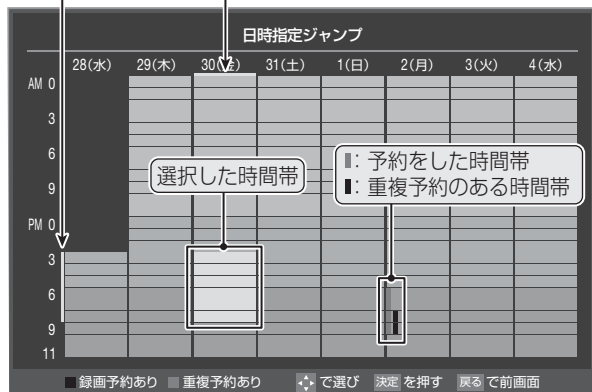 日時指定ジャンプ
28(水) 29(木) 30(金) 31(土) 1(日) 2(月) 3(火) 4(水)
AM 0
3
6
9
PM 0
3
6
9
11
選択した時間帯
: 予約をした時間帯
: 重複予約のある時間帯
録画予約あり 重複予約あり で選び 決定 を押す 戻る で前画面